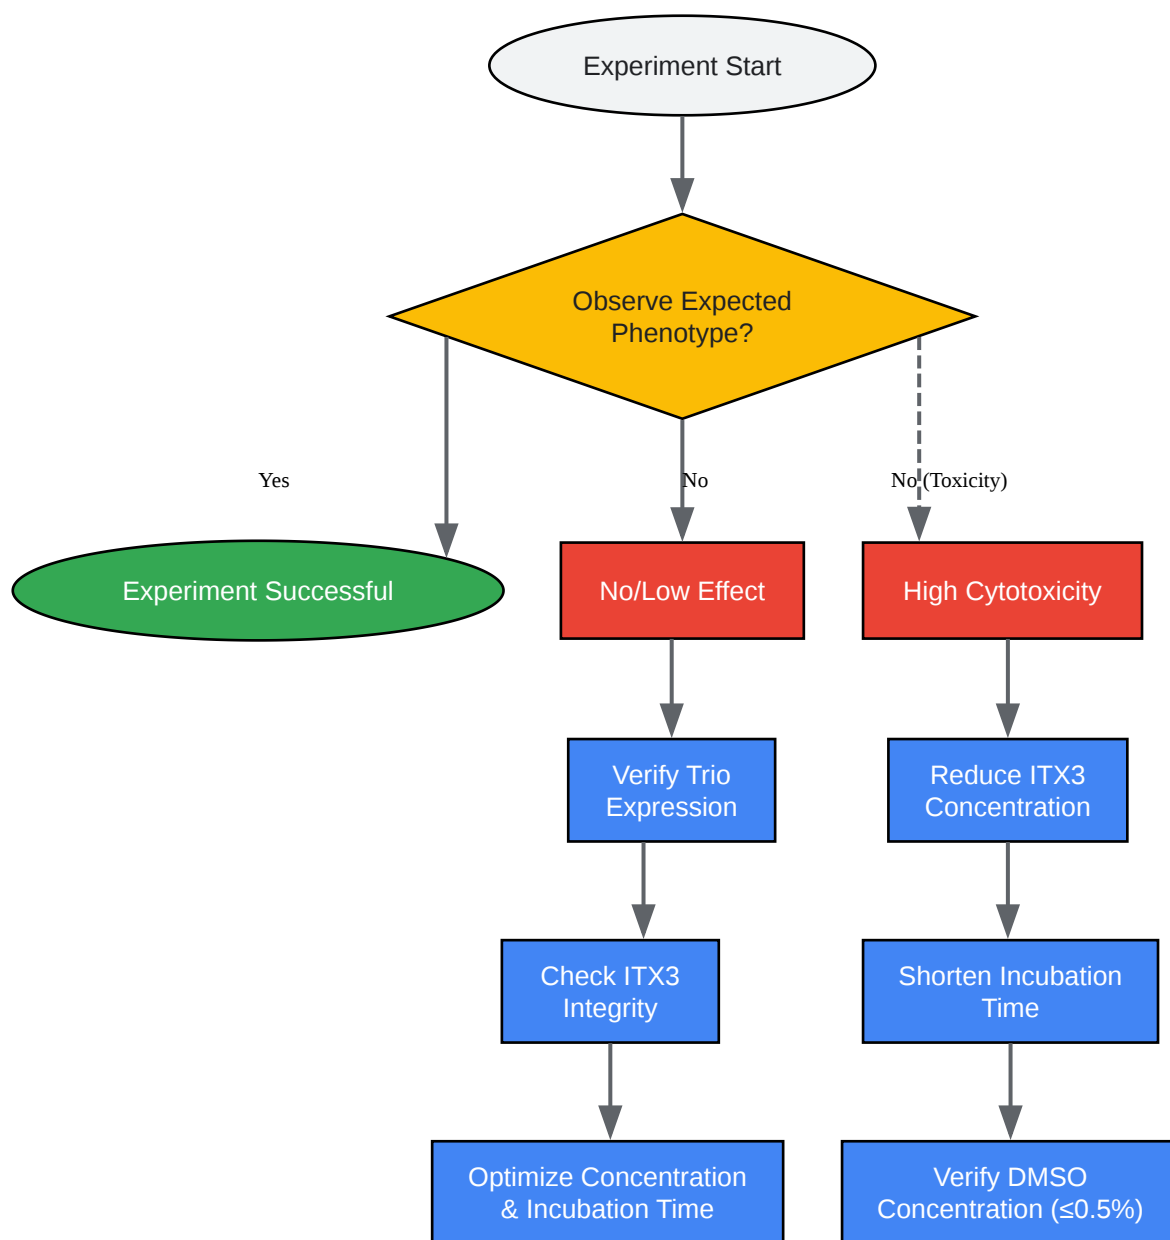 Experiment Start
Observe Expected
Phenotype?
Yes
No
No (Toxicity)
Experiment Successful
No/Low Effect
High Cytotoxicity
Verify Trio
Expression
Reduce ITX3
Concentration
Check ITX3
Integrity
Shorten Incubation
Time
Optimize Concentration
& Incubation Time
Verify DMSO
Concentration (≤0.5%)